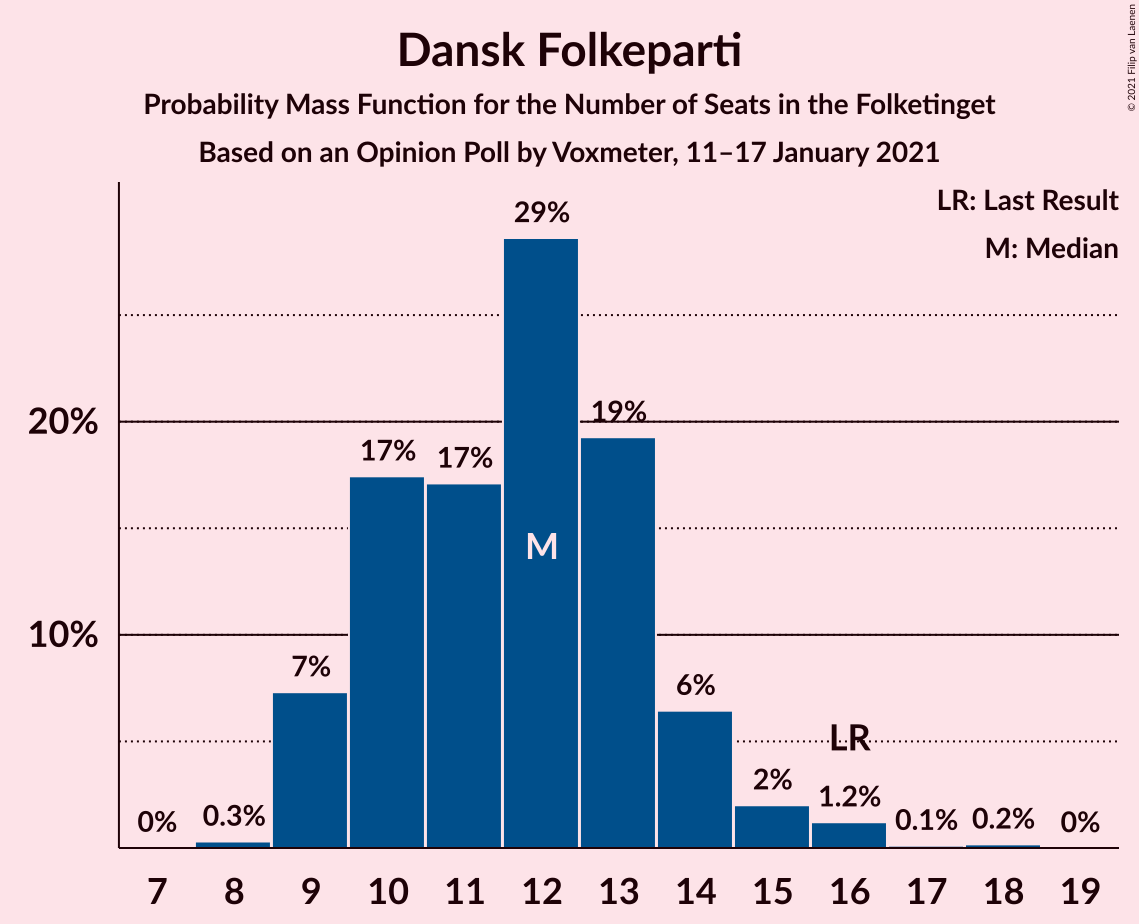 Dansk Folkeparti
Probability Mass Function for the Number of Seats in the Folketinget
Based on an Opinion Poll by Voxmeter, 11–17 January 2021
© 2021 Filip van Laenen
LR: Last Result
M: Median
20%
10%
0%
0.3%
7%
17%
17%
29%
19%
6%
2%
1.2%
0.1%
0.2%
0%
M
LR
7 8 9 10 11 12 13 14 15 16 17 18 19